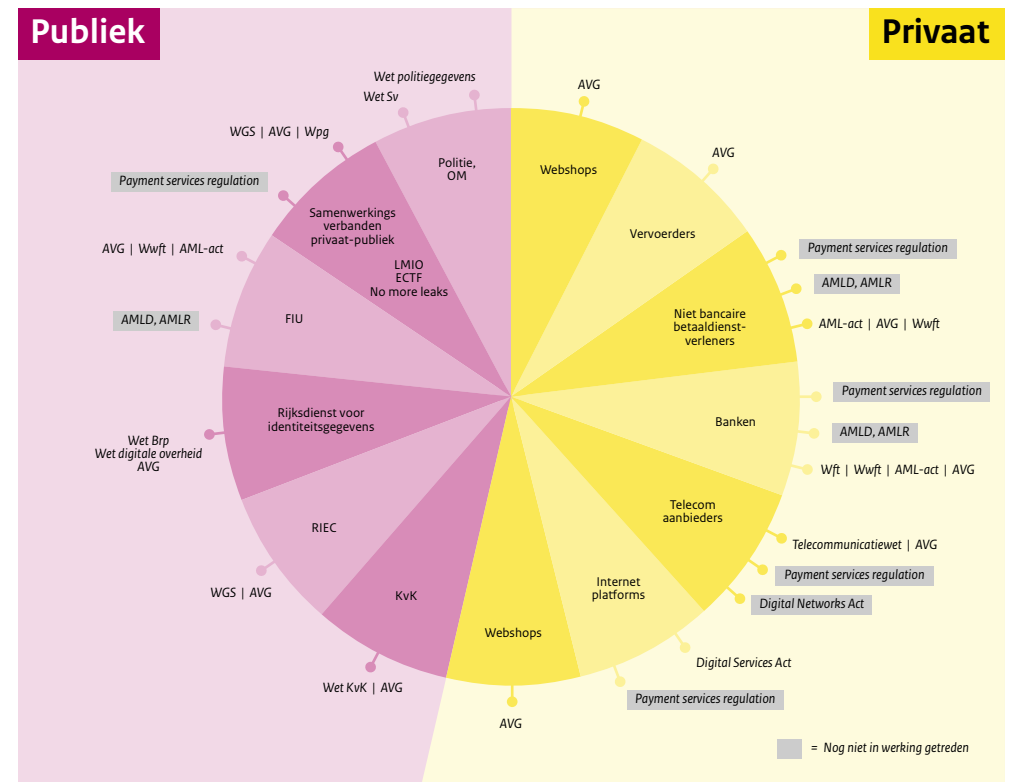 Publiek
Privaat
Wet politiegegevens
Wet Sv
WGS | AVG | Wpg
Payment services regulation
AVG | Wwft | AML-act
AMLD, AMLR
Wet Brp
Wet digitale overheid
AVG
WGS | AVG
Wet KvK | AVG
Politie,
OM
Samenwerkings
verbanden
privaat-publiek
LMIO
ECTF
No more leaks
FIU
Rijksdienst voor
identiteitsgegevens
RIEC
KvK
AVG
Webshops
AVG
Vervoerders
Payment services regulation
AMLD, AMLR
AML-act | AVG | Wwft
Niet bancaire
betaaldienst-
verleners
Payment services regulation
Banken
AMLD, AMLR
Wft | Wwft | AML-act | AVG
Telecom
aanbieders
Telecommunicatiewet | AVG
Payment services regulation
Digital Networks Act
Internet
platforms
Digital Services Act
Payment services regulation
Webshops
AVG
= Nog niet in werking getreden